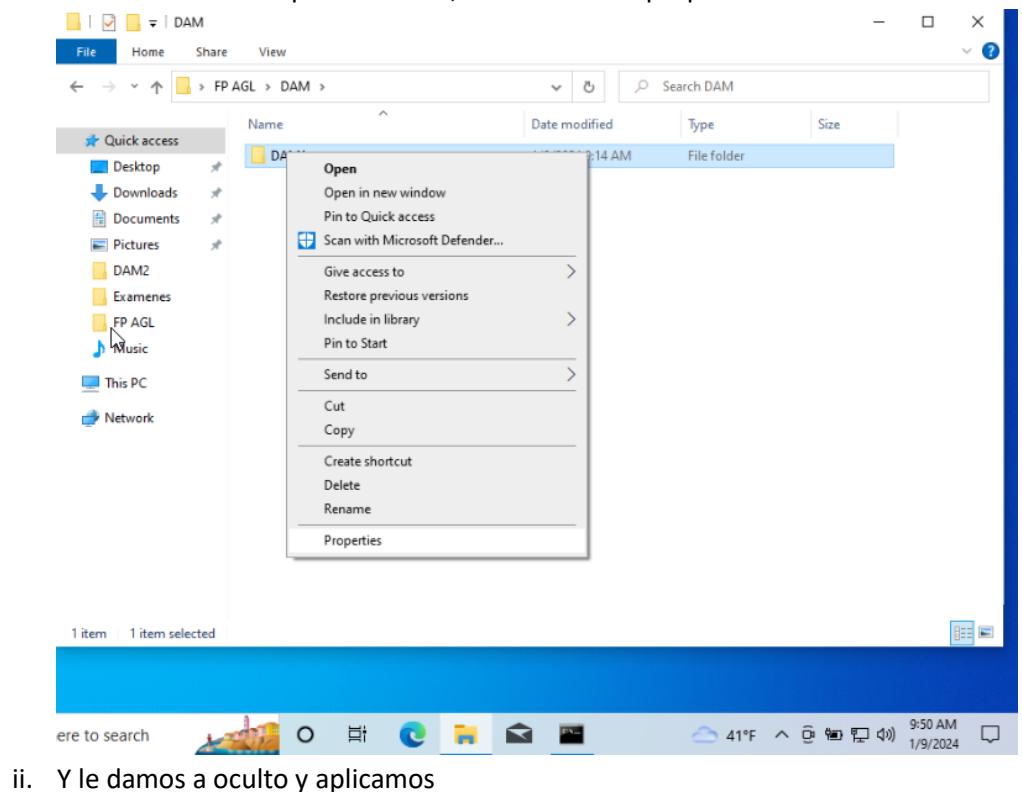 DAM
File Home Share View
FP AGL > DAM >
Search DAM
Name Date modified Type Size
Quick access
:14 AM File folder
Desktop
Downloads
Documents
Pictures
DAM2
Examenes
FP AGL
Music
This PC
Network
Open
Open in new window
Pin to Quick access
Scan with Microsoft Defender...
Give access to
Restore previous versions
Include in library
Pin to Start
Send to
Cut
Copy
Create shortcut
Delete
Rename
Properties
1 item 1 item selected
ere to search
41°F
9:50 AM
1/9/2024
ii. Y le damos a oculto y aplicamos